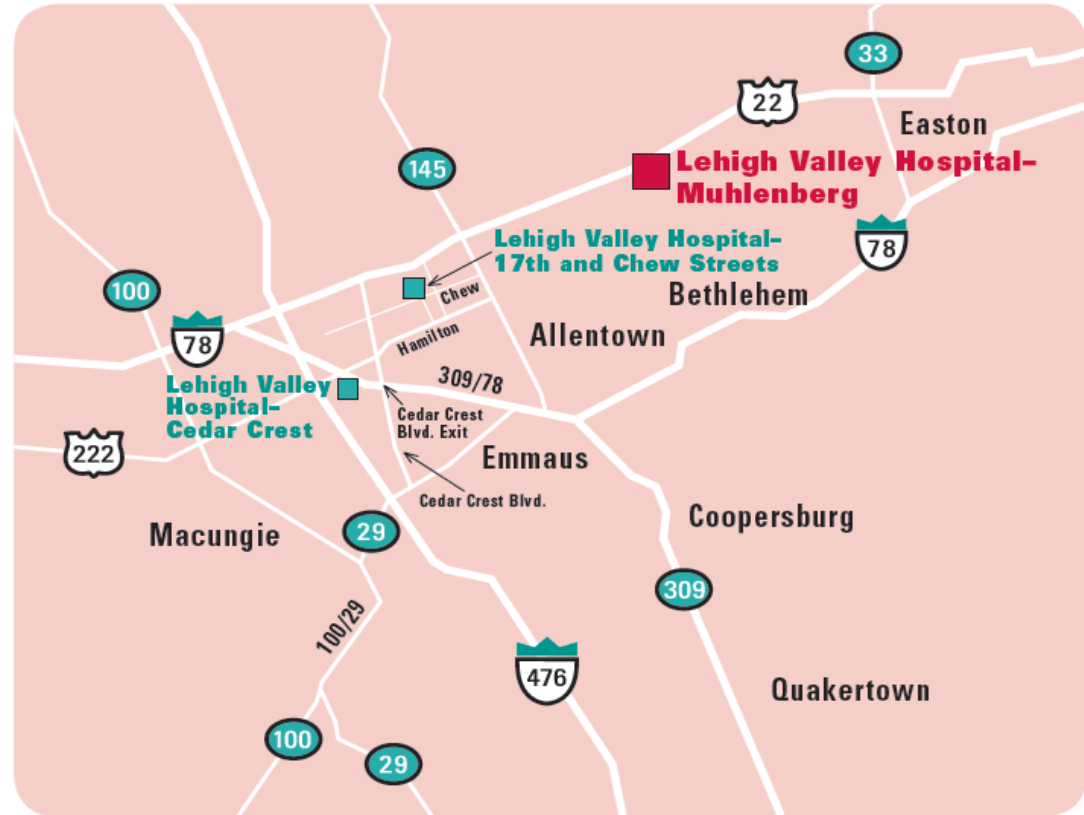 33
22
Easton
145
Lehigh Valley Hospital–
Muhlenberg
Lehigh Valley Hospital–
17th and Chew Streets
78
100
Chew
Bethlehem
78
Hamilton
Allentown
309/78
Lehigh Valley
Hospital–
Cedar Crest
Cedar Crest
Blvd. Exit
222
Emmaus
Cedar Crest Blvd.
Macungie
29
Coopersburg
309
100/29
476
Quakertown
100
29